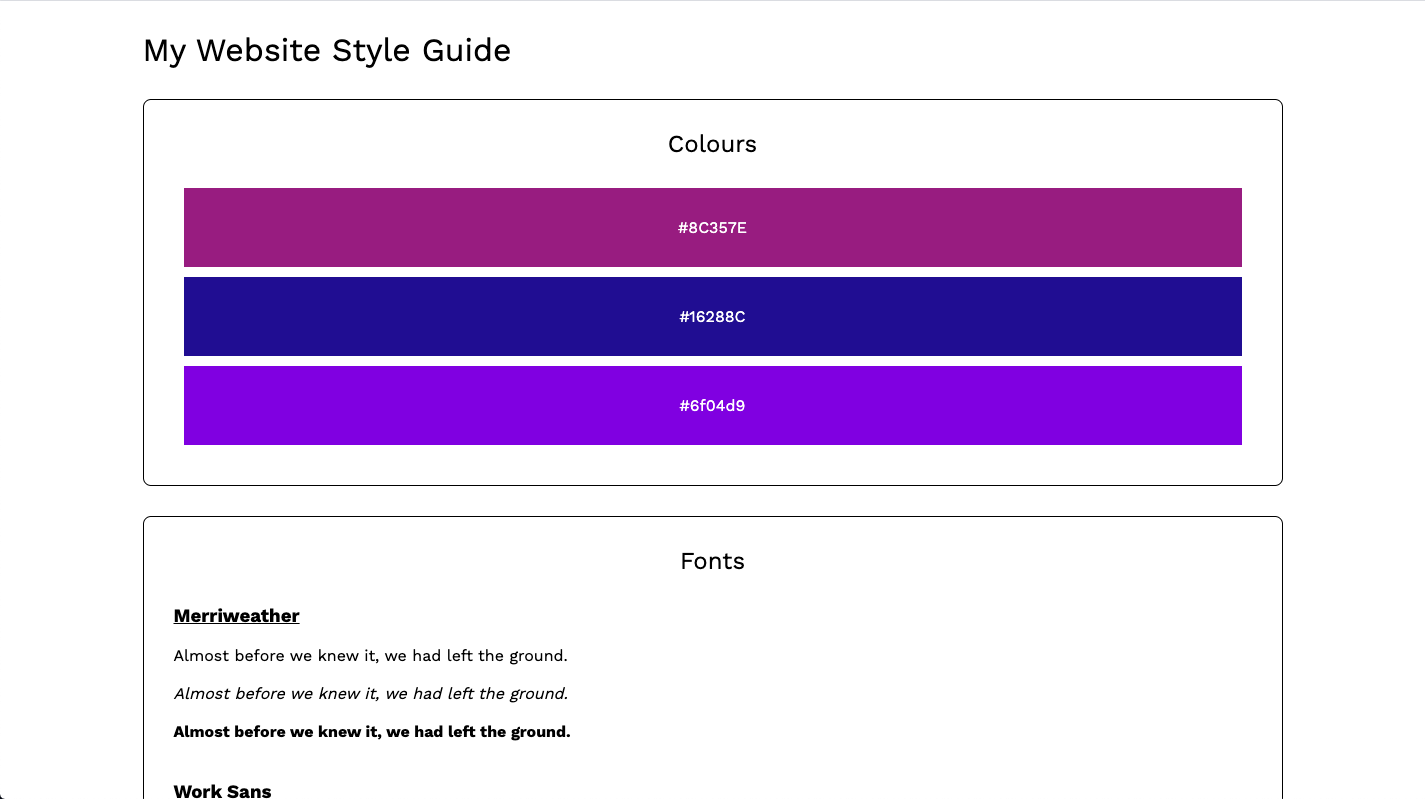 My Website Style Guide
Colours
#8C357E
#16288C
#6f04d9
Fonts
Merriweather
Almost before we knew it, we had left the ground.
Almost before we knew it, we had left the ground.
Almost before we knew it, we had left the ground.
Work Sans